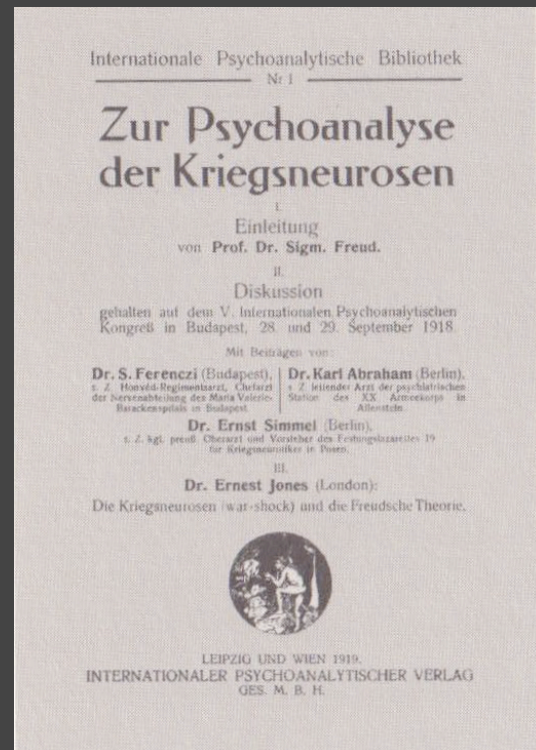 Internationale Psychoanalytische Bibliothek
Nr 1
Zur Psychoanalyse
der Kriegsneurosen
I.
Einleitung
von Prof. Dr. Sigm. Freud.
II.
Diskussion
gehalten auf dem V. Internationalen Psychoanalytischen
Kongreß in Budapest, 28. und 29. September 1918.
Mit Beiträgen von:
Dr. S. Ferenczi (Budapest),
s. Z. Honvéd-Regimentsarzt, Chefarzt
der Nervenabteilung des Maria Valerie-
Barackenspitals in Budapest.
Dr. Karl Abraham (Berlin),
s. Z. leitender Arzt der psychiatrischen
Station des XX. Armeekorps in
Allenstein.
Dr. Ernst Simmel (Berlin),
s. Z. kgl. preuß. Oberarzt und Vorsteher des Festungslazarettes 19
für Kriegsneurotiker in Posen.
III.
Dr. Ernest Jones (London):
Die Kriegsneurosen (war-shock) und die Freudsche Theorie.
LEIPZIG UND WIEN 1919.
INTERNATIONALER PSYCHOANALYTISCHER VERLAG
GES. M. B. H.